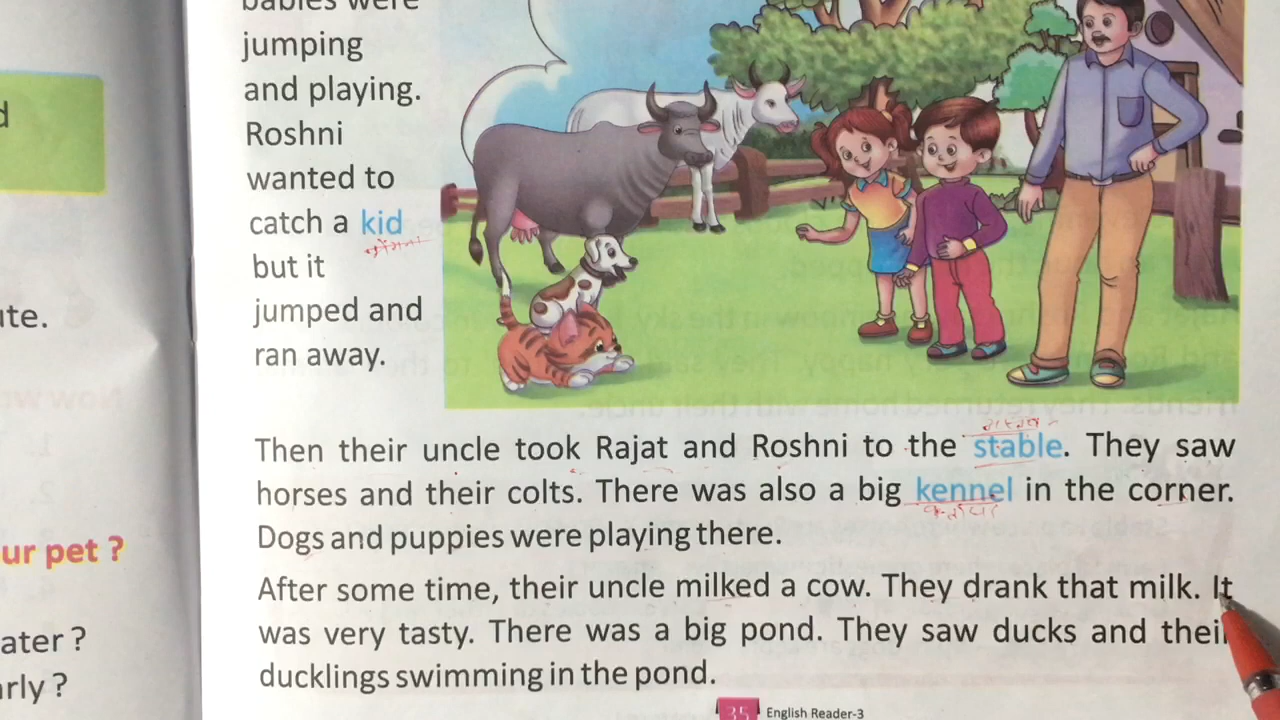 babies were
jumping
and playing.
Roshni
wanted to
catch a kid
but it
jumped and
ran away.
Then their uncle took Rajat and Roshni to the stable. They saw
horses and their colts. There was also a big kennel in the corner.
Dogs and puppies were playing there.
After some time, their uncle milked a cow. They drank that milk. It
was very tasty. There was a big pond. They saw ducks and their
ducklings swimming in the pond.
35 English Reader-3
ur pet ?
ater ?
rly ?